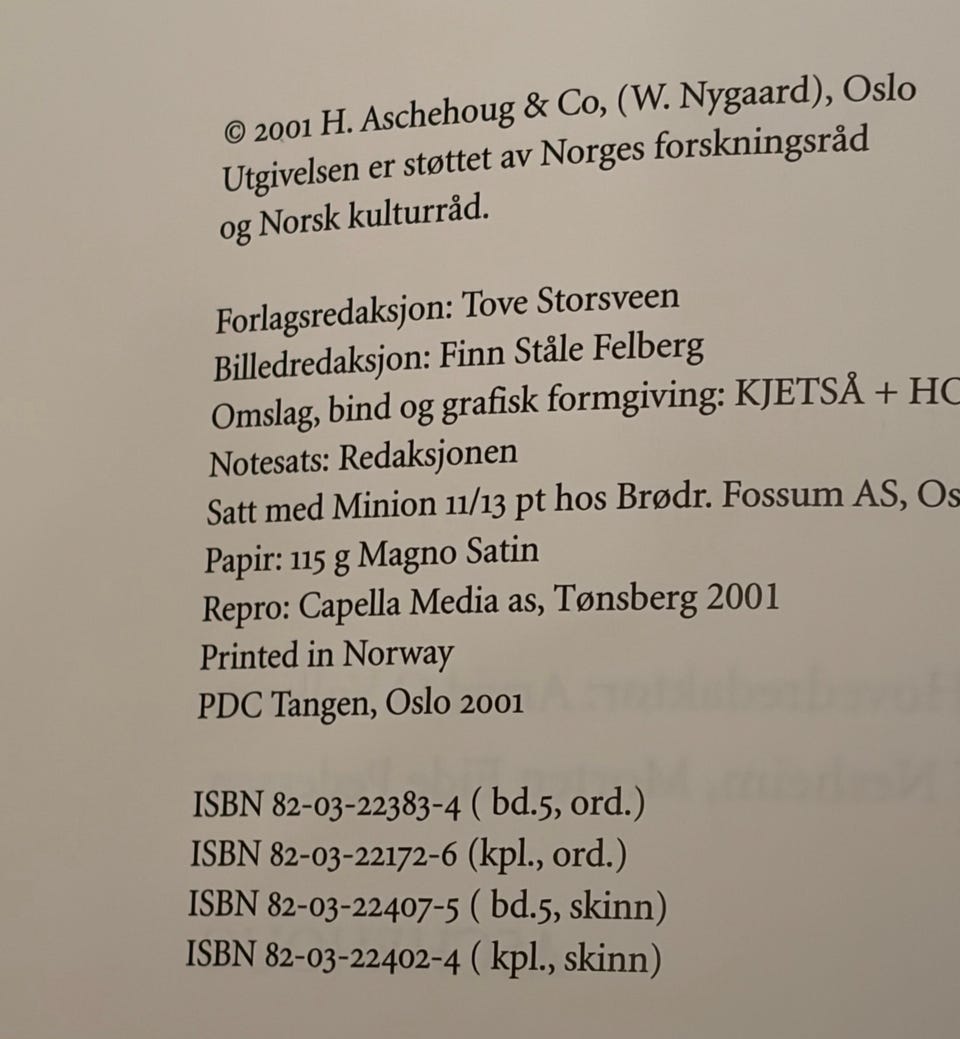 © 2001 H. Aschehoug & Co, (W. Nygaard), Oslo
Utgivelsen er støttet av Norges forskningsråd
og Norsk kulturråd.
Forlagsredaksjon: Tove Storsveen
Billedredaksjon: Finn Ståle Felberg
Omslag, bind og grafisk formgiving: KJETSÅ + HO
Notesats: Redaksjonen
Satt med Minion 11/13 pt hos Brødr. Fossum AS, Os
Papir: 115 g Magno Satin
Repro: Capella Media as, Tønsberg 2001
Printed in Norway
PDC Tangen, Oslo 2001
ISBN 82-03-22383-4 ( bd.5, ord.)
ISBN 82-03-22172-6 (kpl., ord.)
ISBN 82-03-22407-5 ( bd.5, skinn)
ISBN 82-03-22402-4 ( kpl., skinn)